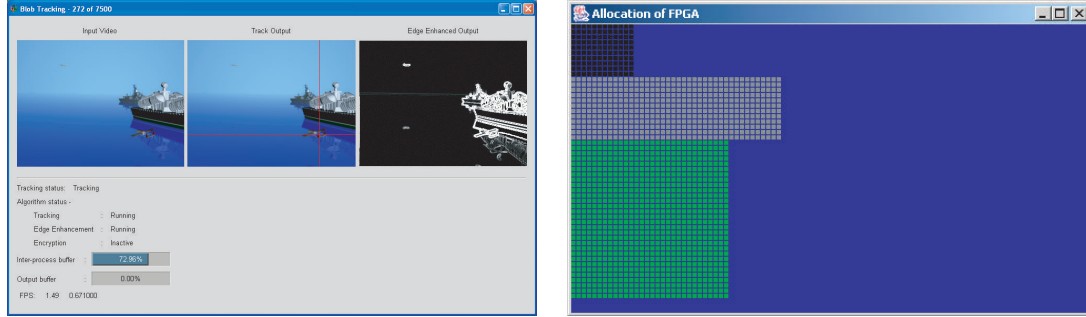 Blob Tracking - 272 of 7500
Input Video Track Output Edge Enhanced Output
Tracking status: Tracking
Algorithm status -
Tracking : Running
Edge Enhancement : Running
Encryption : Inactive
Inter-process buffer : 72.96%
Output buffer : 0.00%
FPS: 1.49 0.671000
Allocation of FPGA